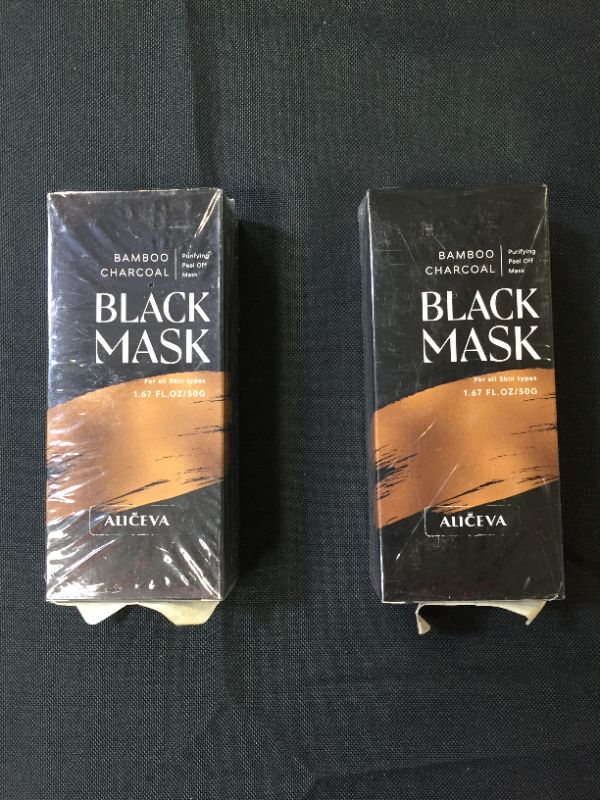 BAMBOO
CHARCOAL
Purifying
Peel Off
Mask
BLACK
MASK
For all Skin types
1.67 FL.OZ/50G
ALIČEVA
BAMBOO
CHARCOAL
Purifying
Peel Off
Mask
BLACK
MASK
For all Skin types
1.67 FL.OZ/50G
ALIČEVA